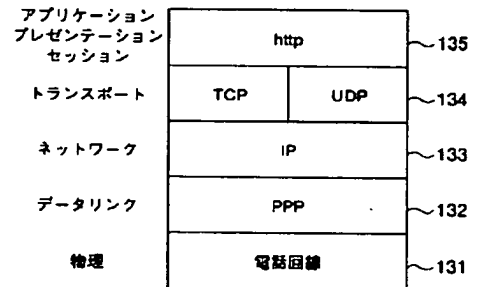 アプリケーション
プレゼンテーション
セッション
http
135
トランスポート
TCP
UDP
134
ネットワーク
IP
133
データリンク
PPP
132
物理
電話回線
131